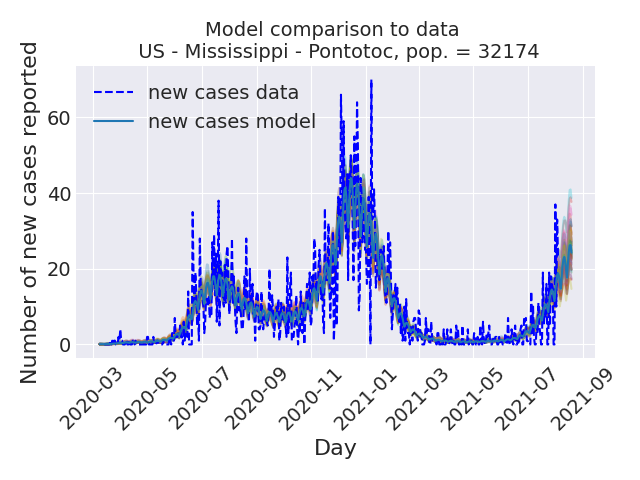 Model comparison to data
US - Mississippi - Pontotoc, pop. = 32174
Number of new cases reported
60
40
20
0
new cases data
new cases model
2020-03
2020-05
2020-07
2020-09
2020-11
2021-01
2021-03
2021-05
2021-07
2021-09
Day